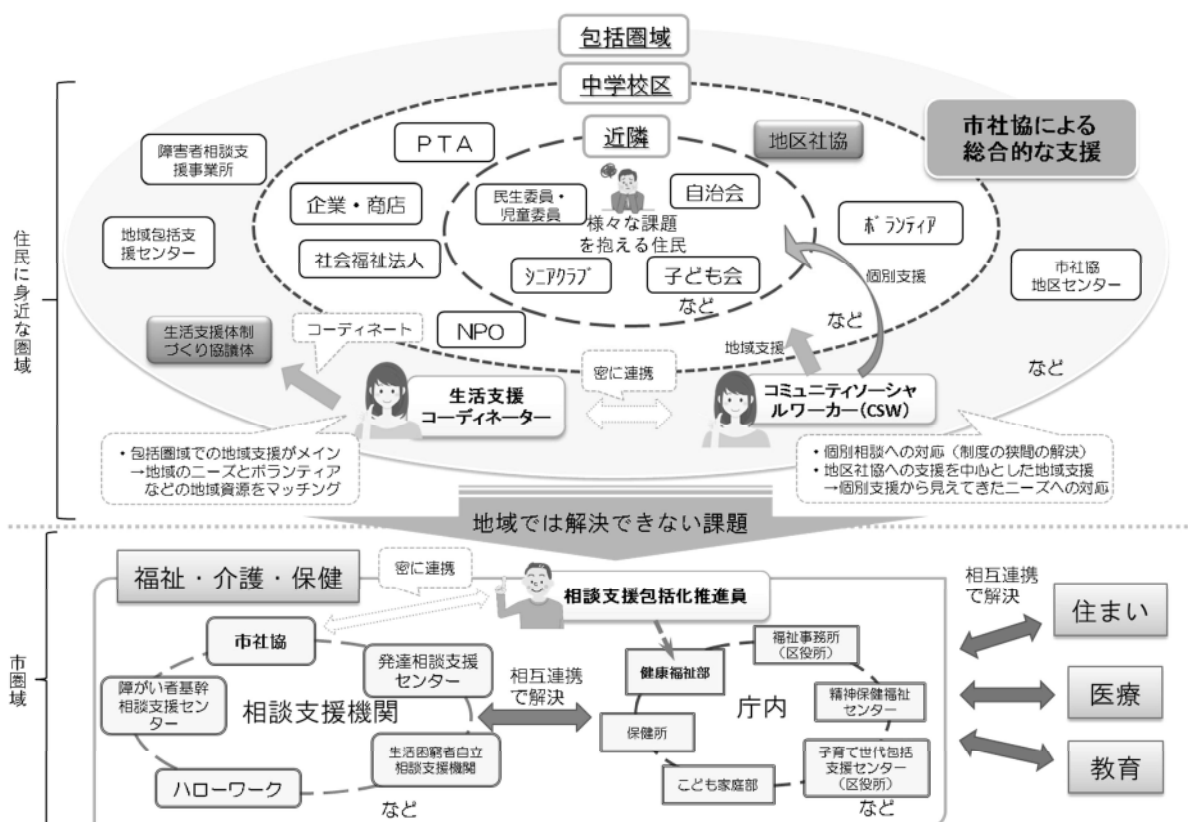 包括圏域
中学校区
近隣
市社協による
総合的な支援
地区社協
PTA
障害者相談支
援事業所
企業・商店
民生委員・
児童委員
自治会
様々な課題
を抱える住民
ボランティア
地域包括支
援センター
社会福祉法人
シニアクラブ
子ども会
など
個別支援
市社協
地区センター
NPO
など
など
生活支援体制
づくり協議体
コーディネート
地域支援
密に連携
生活支援
コーディネーター
コミュニティソーシャ
ルワーカー(CSW)
・包括圏域での地域支援がメイン
→地域のニーズとボランティア
などの地域資源をマッチング
・個別相談への対応（制度の狭間の解決）
・地区社協への支援を中心とした地域支援
→個別支援から見えてきたニーズへの対応
住民に身近な圏域
地域では解決できない課題
市圏域
福祉・介護・保健
密に連携
相談支援包括化推進員
市社協
発達相談支援
センター
障がい者基幹
相談支援セン
ター
相談支援機関
生活困窮者自立
相談支援機関
ハローワーク
など
相互連携
で解決
健康福祉部
福祉事務所
（区役所）
庁内
精神保健福祉
センター
保健所
こども家庭部
子育て世代包括
支援センター
（区役所）
など
相互連携
で解決
住まい
医療
教育